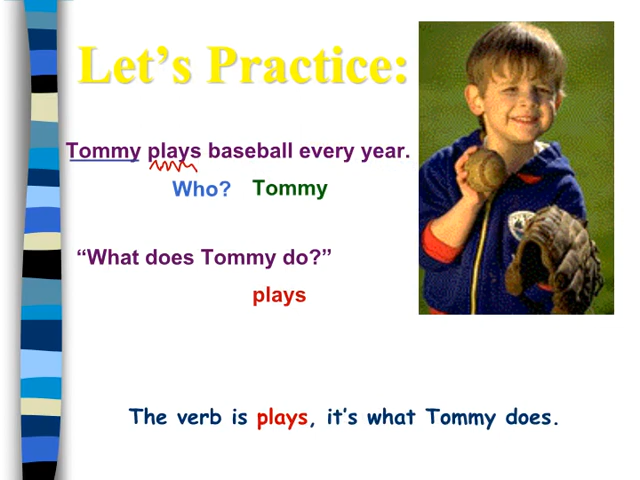 Let’s Practice:
Tommy plays baseball every year.
Who? Tommy
“What does Tommy do?”
plays
The verb is plays, it’s what Tommy does.